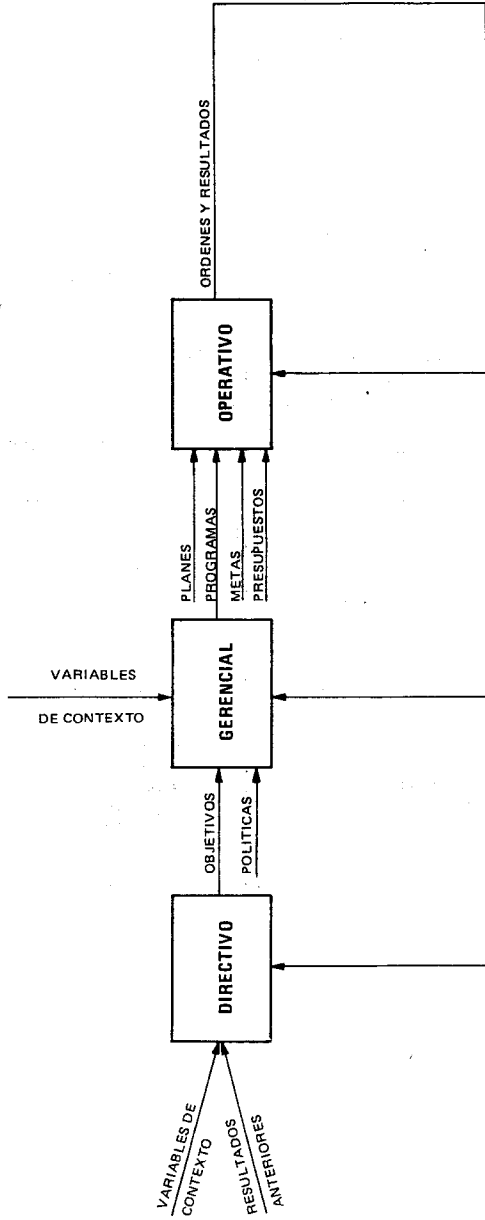 VARIABLES DE
CONTEXTO
RESULTADOS
ANTERIORES
DIRECTIVO
OBJETIVOS
POLITICAS
VARIABLES
DE CONTEXTO
GERENCIAL
PLANES
PROGRAMAS
METAS
PRESUPUESTOS
OPERATIVO
ORDENES Y RESULTADOS